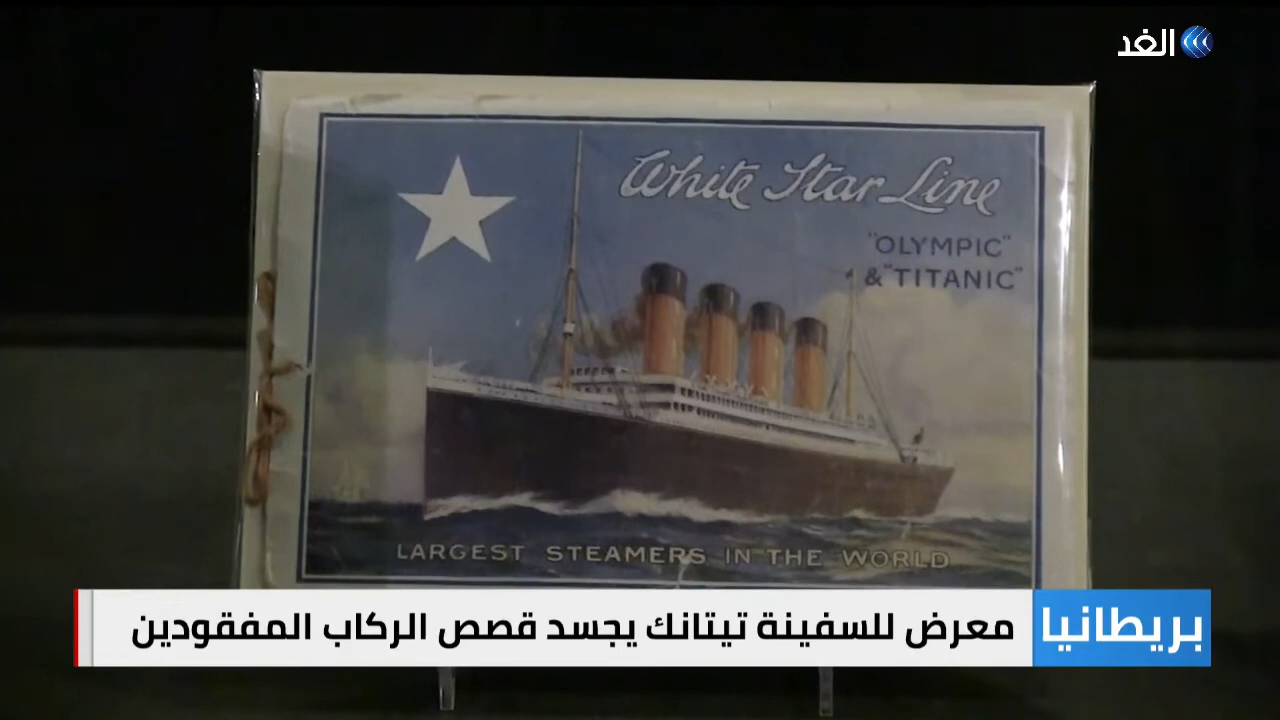 الغد
White Star Line
"OLYMPIC"
& "TITANIC"
LARGEST STEAMERS IN THE WORLD
بريطانيا
معرض للسفينة تيتانك يجسد قصص الركاب المفقودين